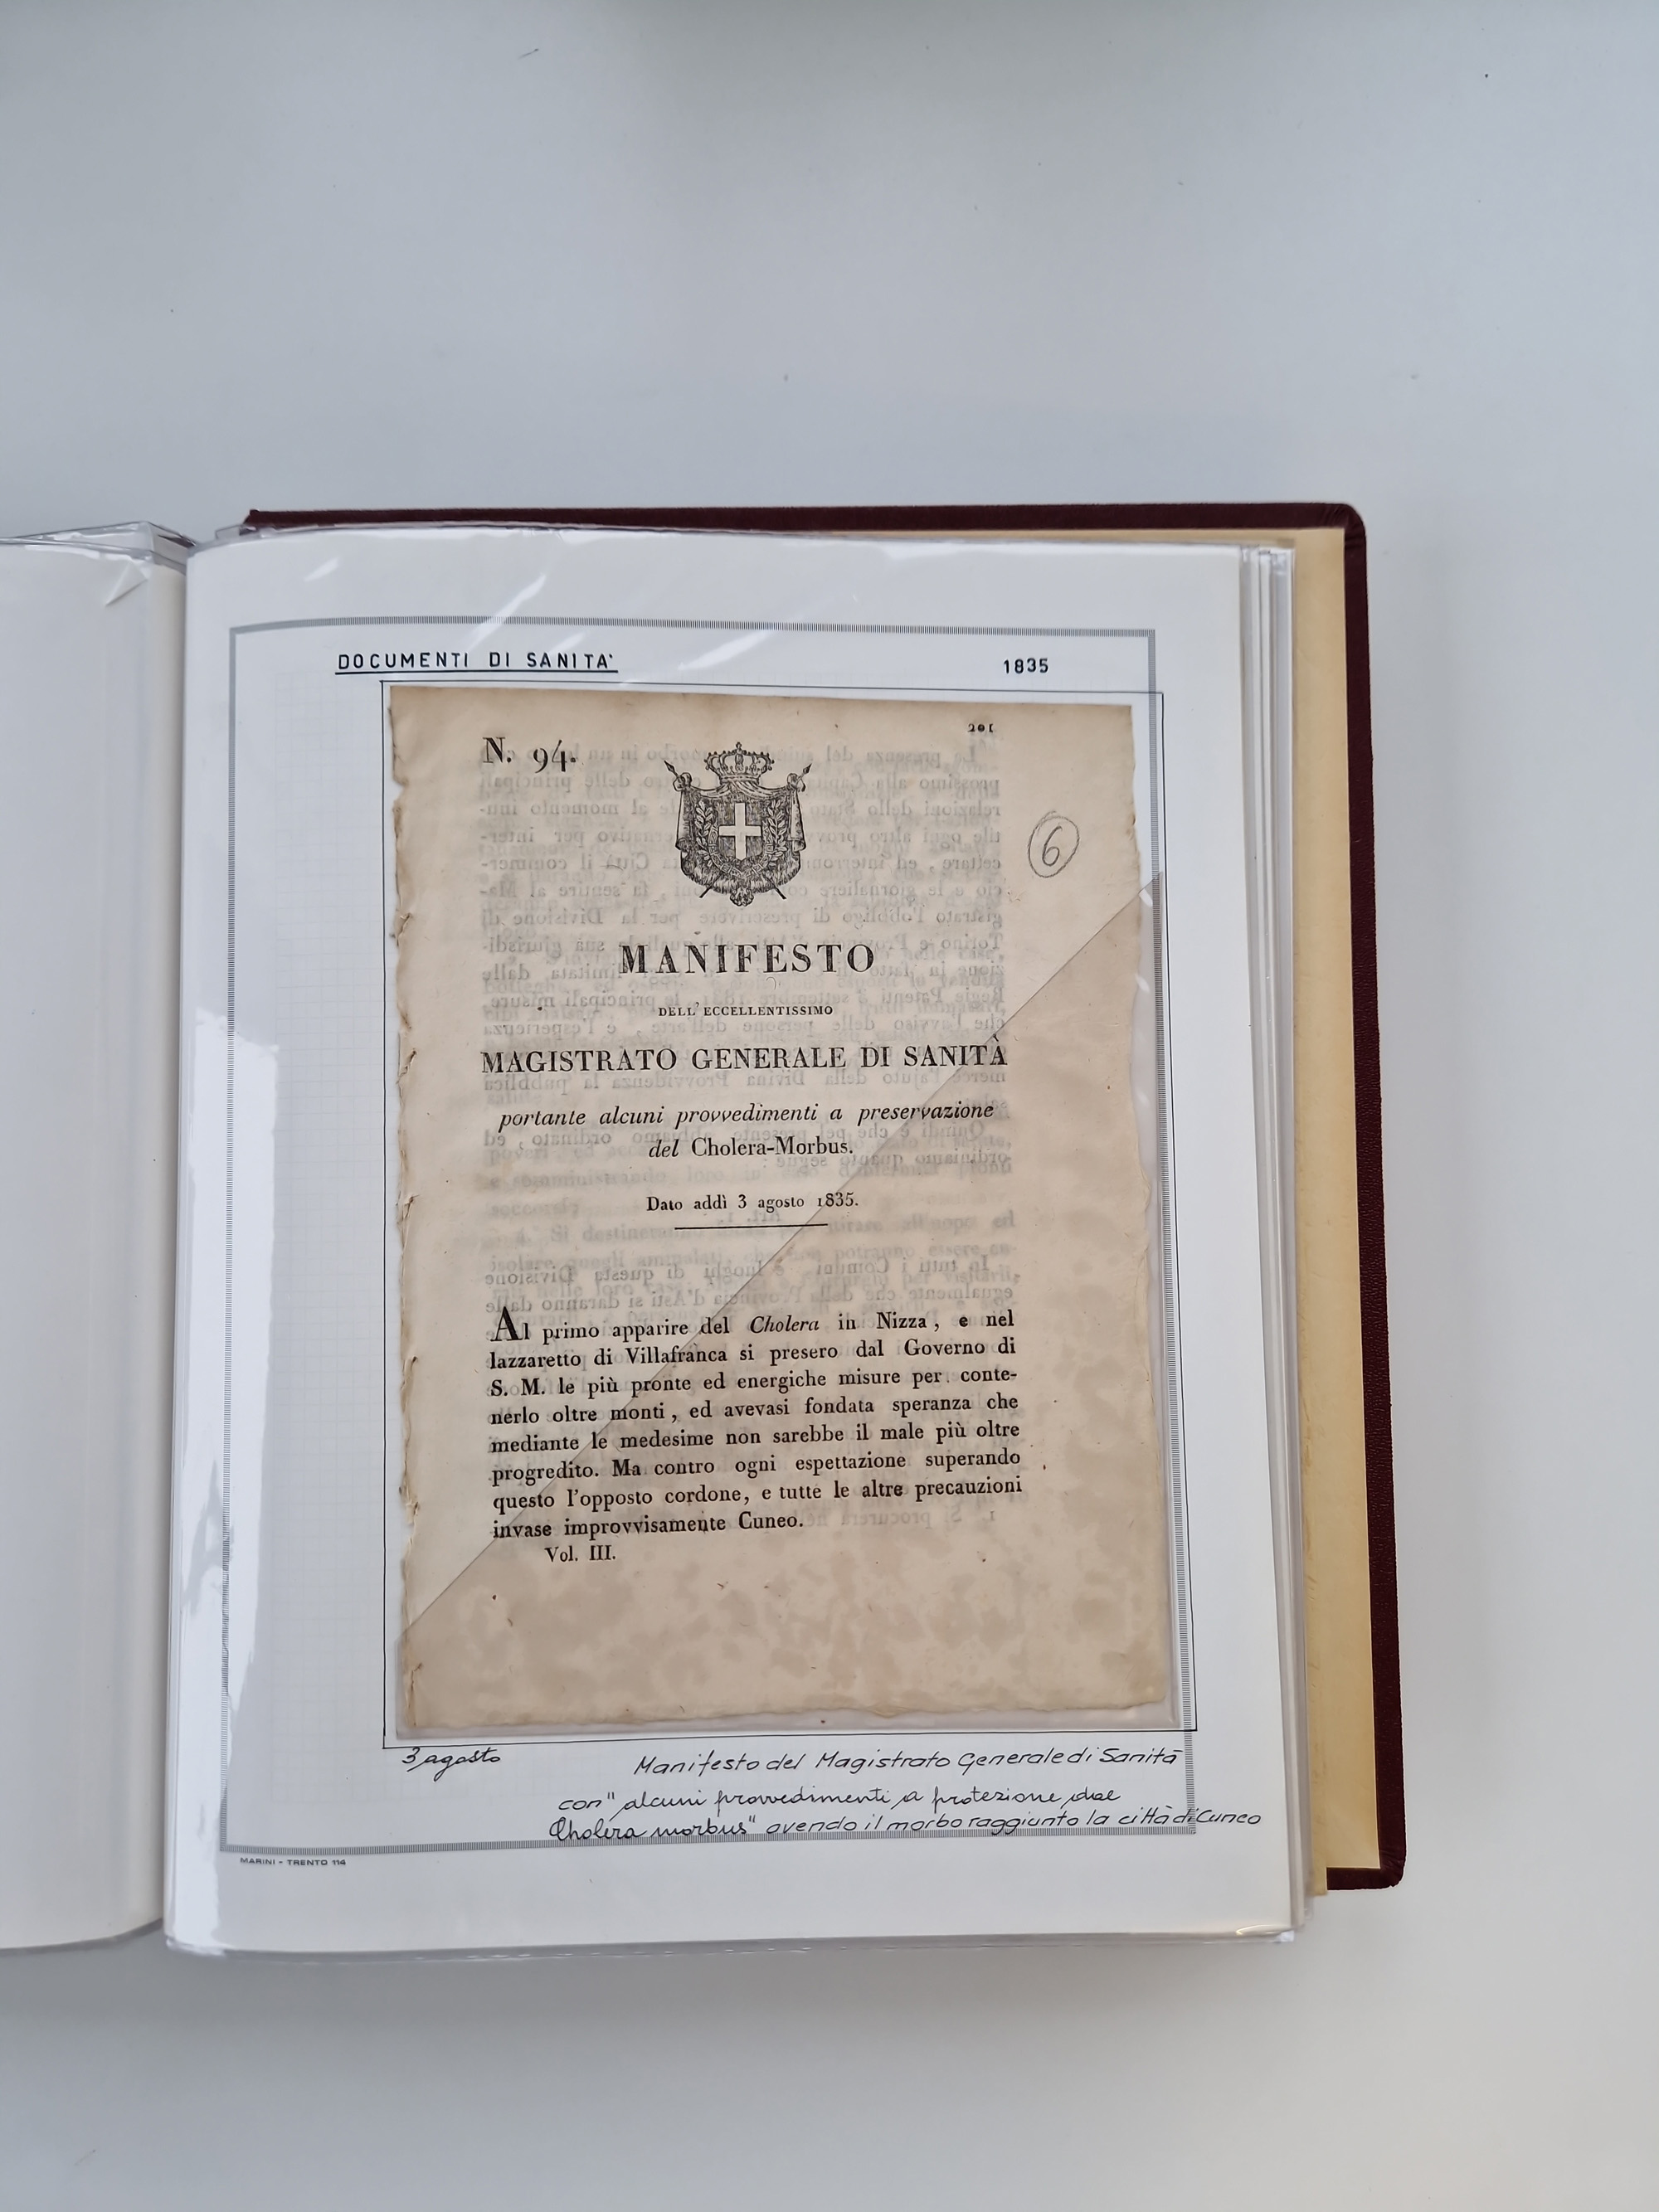 DOCUMENTI DI SANITA'
1835
201
N. 94.
6
MANIFESTO
DELL'ECCELLENTISSIMO
MAGISTRATO GENERALE DI SANITÀ
portante alcuni provvedimenti a preservazione
del Cholera-Morbus.
Dato addì 3 agosto 1835.
Al primo apparire del Cholera in Nizza, e nel
lazzaretto di Villafranca si presero dal Governo di
S. M. le più pronte ed energiche misure per conte-
nerlo oltre monti, ed avevasi fondata speranza che
mediante le medesime non sarebbe il male più oltre
progredito. Ma contro ogni espettazione superando
questo l'opposto cordone, e tutte le altre precauzioni
invase improvvisamente Cuneo.
Vol. III.
3 agosto
Manifesto del Magistrato Generale di Sanità
con "alcuni provvedimenti a protezione dal
Cholera morbus" avendo il morbo raggiunto la città di Cuneo
MARINI - TRENTO 114